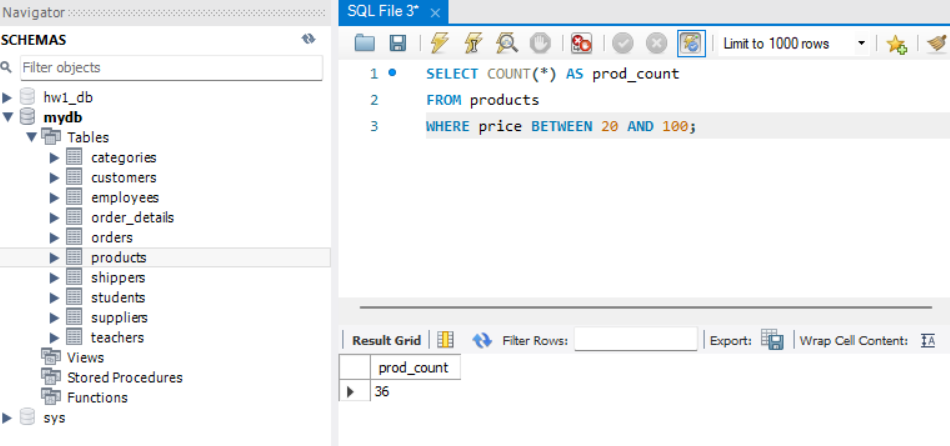 Navigator
SCHEMAS
Filter objects
hw1_db
mydb
Tables
categories
customers
employees
order_details
orders
products
shippers
students
suppliers
teachers
Views
Stored Procedures
Functions
sys
SQL File 3*
Limit to 1000 rows
1 SELECT COUNT(*) AS prod_count
2 FROM products
3 WHERE price BETWEEN 20 AND 100;
Result Grid Filter Rows: Export: Wrap Cell Content:
prod_count
36